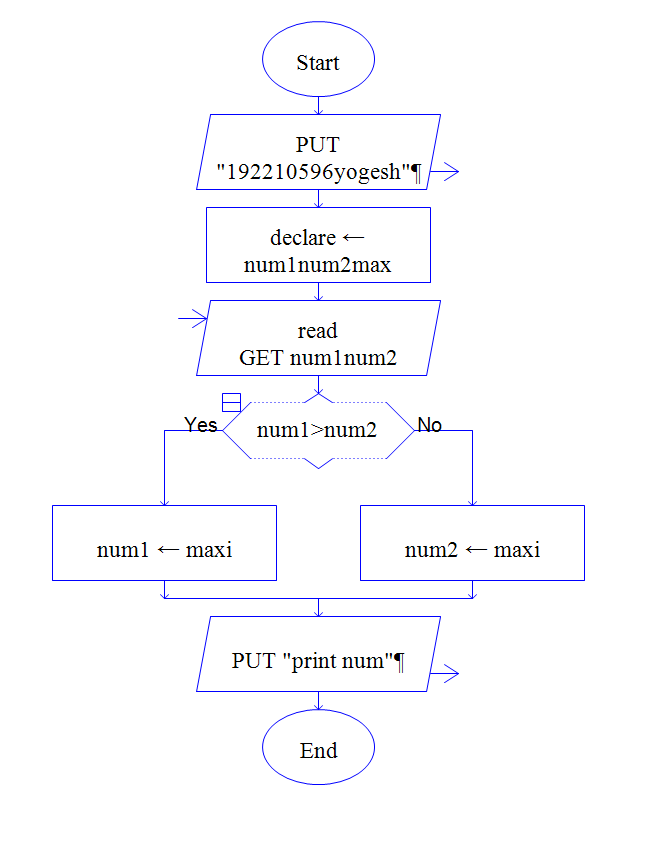 Start
PUT
"192210596yogesh"¶
declare ←
num1num2max
read
GET num1num2
Yes
num1>num2
No
num1 ← maxi
num2 ← maxi
PUT "print num"¶
End